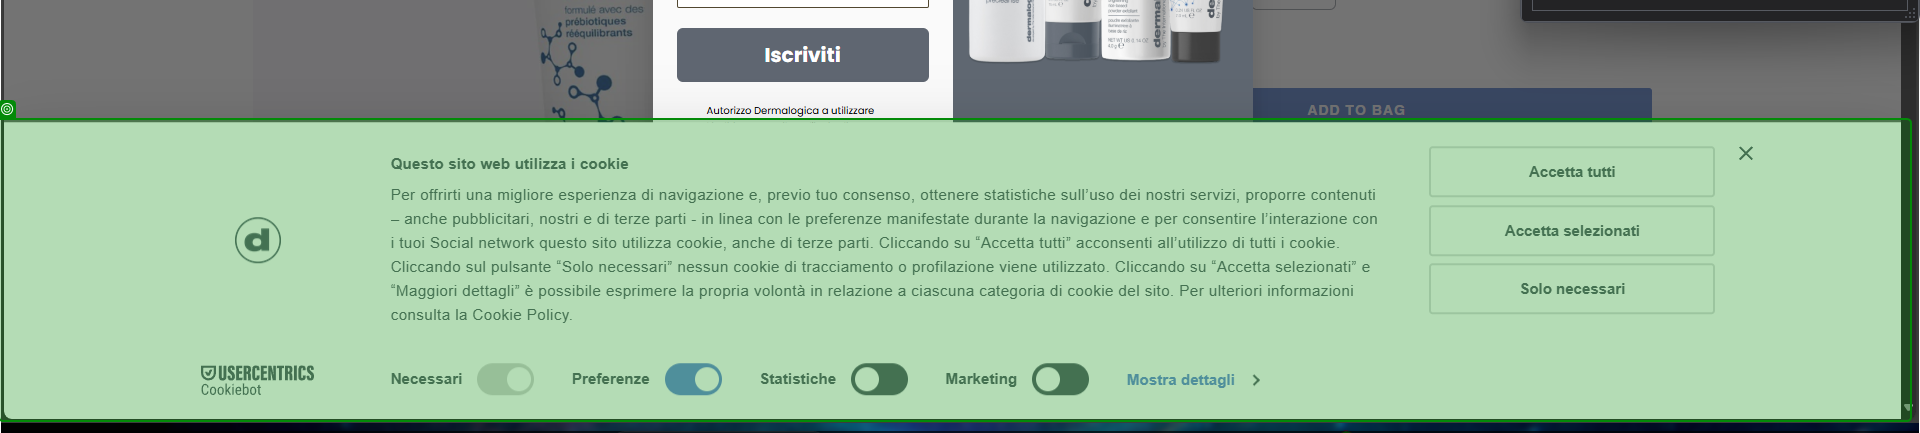 formulé avec des
prébiotiques
rééquilibrants
Iscriviti
Autorizzo Dermalogica a utilizzare
ADD TO BAG
Questo sito web utilizza i cookie
Per offrirti una migliore esperienza di navigazione e, previo tuo consenso, ottenere statistiche sull’uso dei nostri servizi, proporre contenuti
– anche pubblicitari, nostri e di terze parti - in linea con le preferenze manifestate durante la navigazione e per consentire l’interazione con
i tuoi Social network questo sito utilizza cookie, anche di terze parti. Cliccando su “Accetta tutti” acconsenti all’utilizzo di tutti i cookie.
Cliccando sul pulsante “Solo necessari” nessun cookie di tracciamento o profilazione viene utilizzato. Cliccando su “Accetta selezionati” e
“Maggiori dettagli” è possibile esprimere la propria volontà in relazione a ciascuna categoria di cookie del sito. Per ulteriori informazioni
consulta la Cookie Policy.
Accetta tutti
Accetta selezionati
Solo necessari
d
USERCENTRICS
Cookiebot
Necessari
Preferenze
Statistiche
Marketing
Mostra dettagli